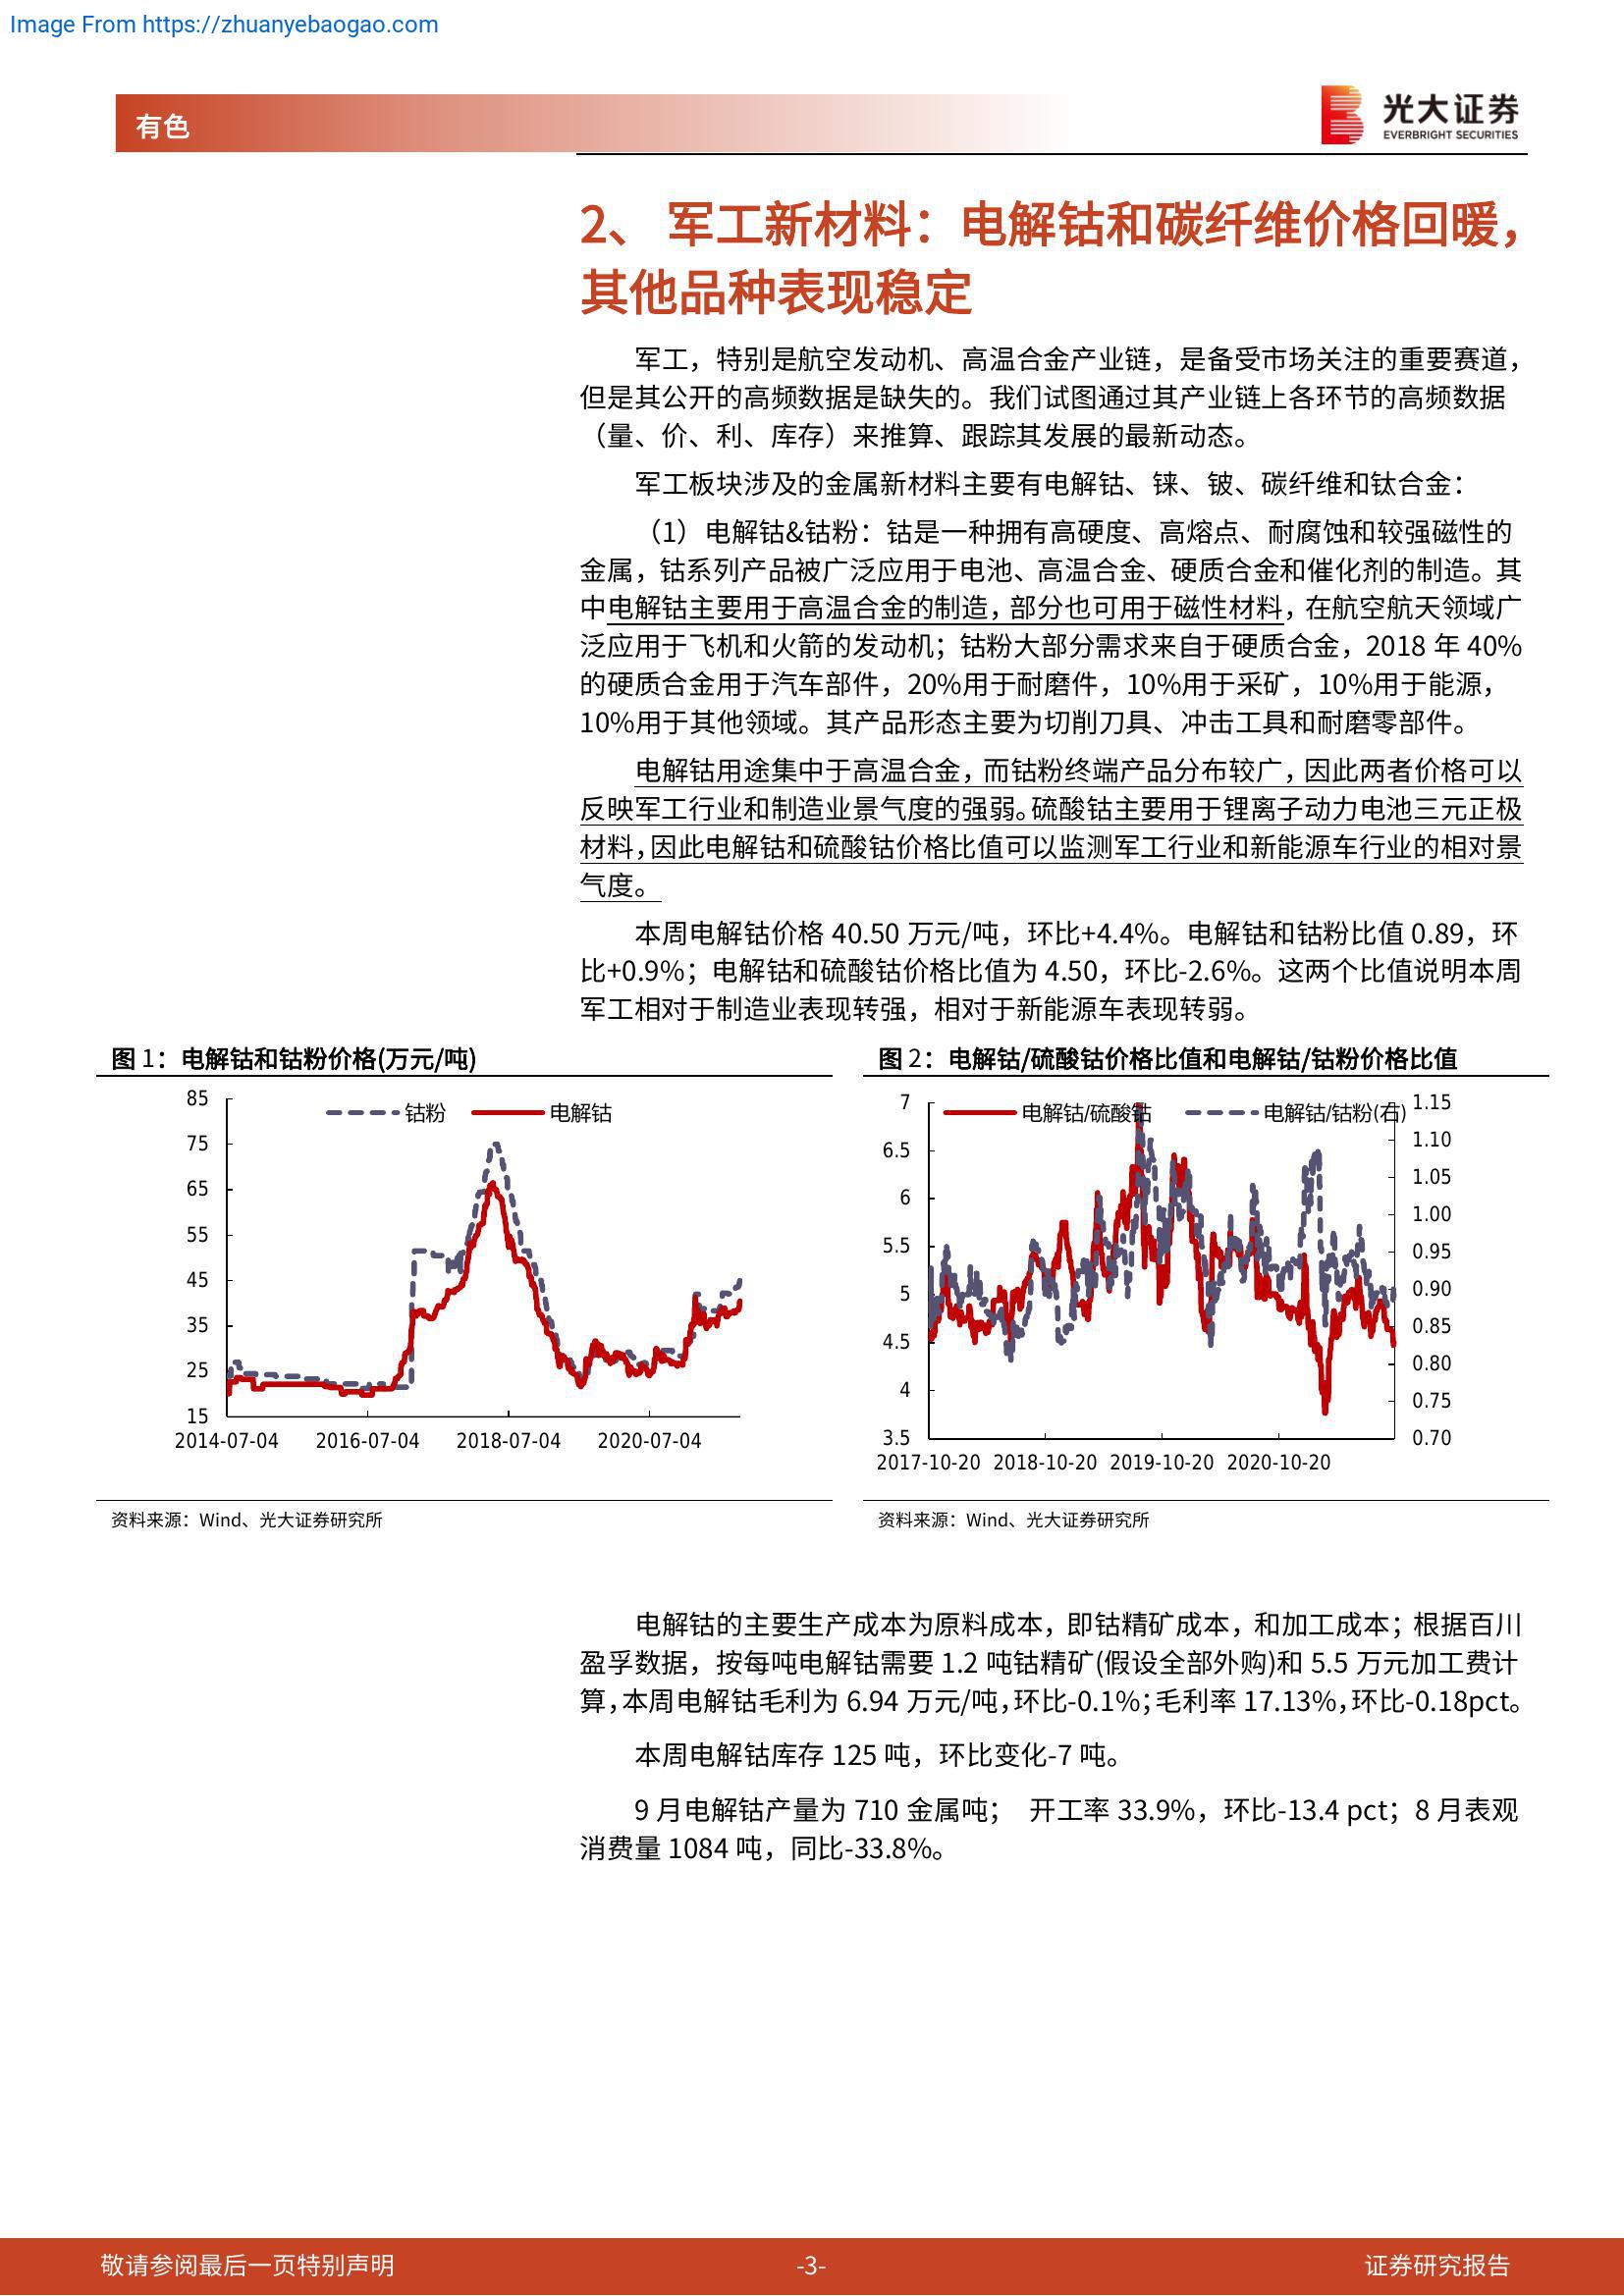 Image From https://zhuanyebaogao.com
有色
光大证券
EVERBRIGHT SECURITIES
2、 军工新材料：电解钴和碳纤维价格回暖，
其他品种表现稳定
军工，特别是航空发动机、高温合金产业链，是备受市场关注的重要赛道，
但是其公开的高频数据是缺失的。我们试图通过其产业链上各环节的高频数据
（量、价、利、库存）来推算、跟踪其发展的最新动态。
军工板块涉及的金属新材料主要有电解钴、铼、铍、碳纤维和钛合金：
（1）电解钴&钴粉：钴是一种拥有高硬度、高熔点、耐腐蚀和较强磁性的
金属，钴系列产品被广泛应用于电池、高温合金、硬质合金和催化剂的制造。其
中电解钴主要用于高温合金的制造，部分也可用于磁性材料，在航空航天领域广
泛应用于飞机和火箭的发动机；钴粉大部分需求来自于硬质合金，2018 年 40%
的硬质合金用于汽车部件，20%用于耐磨件，10%用于采矿，10%用于能源，
10%用于其他领域。其产品形态主要为切削刀具、冲击工具和耐磨零部件。
电解钴用途集中于高温合金，而钴粉终端产品分布较广，因此两者价格可以
反映军工行业和制造业景气度的强弱。硫酸钴主要用于锂离子动力电池三元正极
材料，因此电解钴和硫酸钴价格比值可以监测军工行业和新能源车行业的相对景
气度。
本周电解钴价格 40.50 万元/吨，环比+4.4%。电解钴和钴粉比值 0.89，环
比+0.9%；电解钴和硫酸钴价格比值为 4.50，环比-2.6%。这两个比值说明本周
军工相对于制造业表现转强，相对于新能源车表现转弱。
图 1：电解钴和钴粉价格(万元/吨)
钴粉 电解钴
85
75
65
55
45
35
25
15
2014-07-04 2016-07-04 2018-07-04 2020-07-04
资料来源：Wind、光大证券研究所
图 2：电解钴/硫酸钴价格比值和电解钴/钴粉价格比值
电解钴/硫酸钴 电解钴/钴粉(右)
7
6.5
6
5.5
5
4.5
4
3.5
1.15
1.10
1.05
1.00
0.95
0.90
0.85
0.80
0.75
0.70
2017-10-20 2018-10-20 2019-10-20 2020-10-20
资料来源：Wind、光大证券研究所
电解钴的主要生产成本为原料成本，即钴精矿成本，和加工成本；根据百川
盈孚数据，按每吨电解钴需要 1.2 吨钴精矿(假设全部外购)和 5.5 万元加工费计
算，本周电解钴毛利为 6.94 万元/吨，环比-0.1%；毛利率 17.13%，环比-0.18pct。
本周电解钴库存 125 吨，环比变化-7 吨。
9 月电解钴产量为 710 金属吨； 开工率 33.9%，环比-13.4 pct；8 月表观
消费量 1084 吨，同比-33.8%。
敬请参阅最后一页特别声明 -3- 证券研究报告